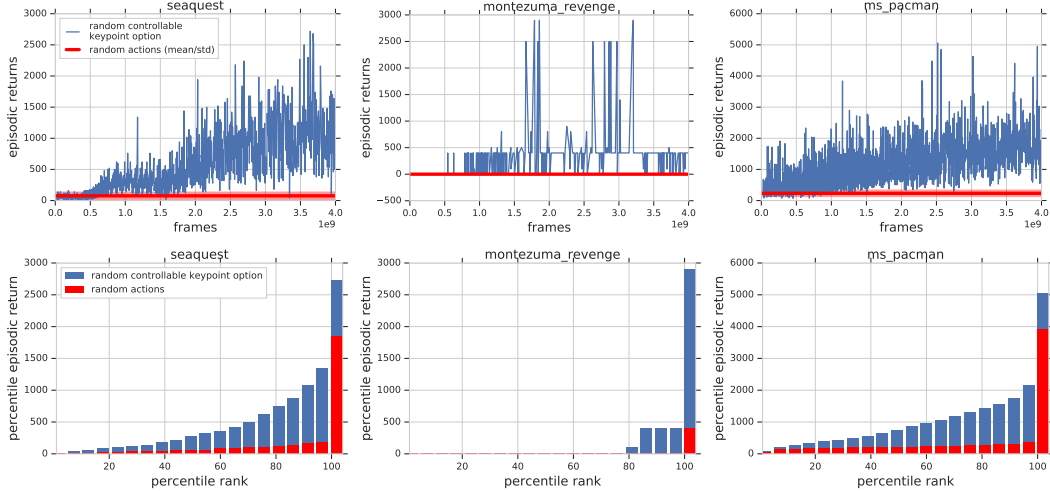 seaquest
episodic returns
3000
2500
2000
1500
1000
500
0
random controllable
keypoint option
random actions (mean/std)
0.0 0.5 1.0 1.5 2.0 2.5 3.0 3.5 4.0
1e9
frames
montezuma_revenge
episodic returns
3000
2500
2000
1500
1000
500
0
−500
0.0 0.5 1.0 1.5 2.0 2.5 3.0 3.5 4.0
1e9
frames
ms_pacman
episodic returns
6000
5000
4000
3000
2000
1000
0
0.0 0.5 1.0 1.5 2.0 2.5 3.0 3.5 4.0
1e9
frames
seaquest
percentile episodic return
3000
2500
2000
1500
1000
500
0
random controllable keypoint option
random actions
20 40 60 80 100
percentile rank
montezuma_revenge
percentile episodic return
3000
2500
2000
1500
1000
500
0
20 40 60 80 100
percentile rank
ms_pacman
percentile episodic return
6000
5000
4000
3000
2000
1000
0
20 40 60 80 100
percentile rank